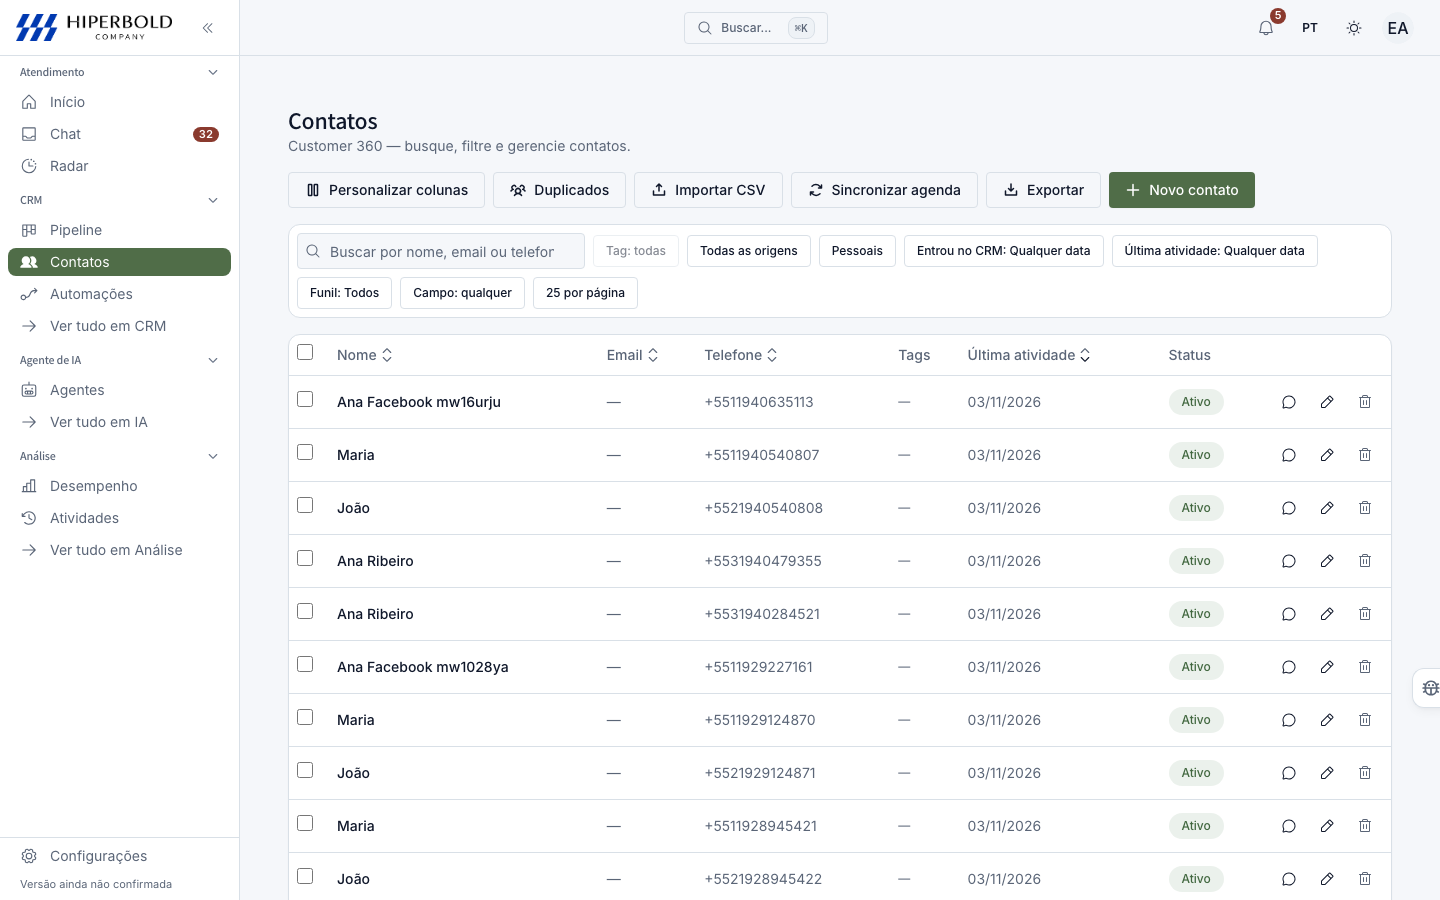 HIPERBOLD
COMPANY
Buscar...
⌘K
5
PT
EA
Atendimento
Início
Chat
32
Radar
CRM
Pipeline
Contatos
Automações
Ver tudo em CRM
Agente de IA
Agentes
Ver tudo em IA
Análise
Desempenho
Atividades
Ver tudo em Análise
Configurações
Versão ainda não confirmada
Contatos
Customer 360 — busque, filtre e gerencie contatos.
Personalizar colunas
Duplicados
Importar CSV
Sincronizar agenda
Exportar
Novo contato
Buscar por nome, email ou telefor
Tag: todas
Todas as origens
Pessoais
Entrou no CRM: Qualquer data
Última atividade: Qualquer data
Funil: Todos
Campo: qualquer
25 por página
Nome Email Telefone Tags Última atividade Status
Ana Facebook mw16urju — +5511940635113 — 03/11/2026 Ativo
Maria — +5511940540807 — 03/11/2026 Ativo
João — +5521940540808 — 03/11/2026 Ativo
Ana Ribeiro — +5531940479355 — 03/11/2026 Ativo
Ana Ribeiro — +5531940284521 — 03/11/2026 Ativo
Ana Facebook mw1028ya — +5511929227161 — 03/11/2026 Ativo
Maria — +5511929124870 — 03/11/2026 Ativo
João — +5521929124871 — 03/11/2026 Ativo
Maria — +5511928945421 — 03/11/2026 Ativo
João — +5521928945422 — 03/11/2026 Ativo